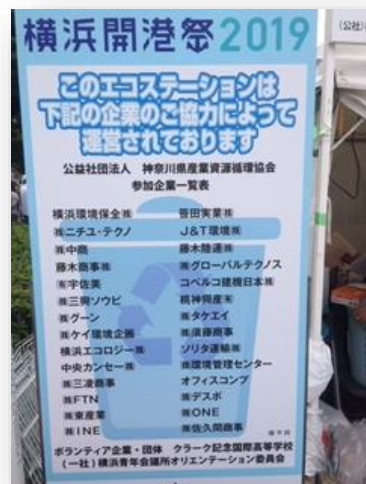 横浜開港祭2019
このエコステーションは
下記の企業のご協力によって
運営されております
公益社団法人 神奈川県産業資源循環協会
参加企業一覧表
横浜環境保全㈱ 笹田実業㈱
㈱ニチユ・テクノ J&T環境㈱
㈱中商 藤木陸運㈱
藤木商事㈱ ㈱グローバルテクノス
㈲宇佐美 コベルコ建機日本㈱
㈱三興ソウビ 桃神興産㈲
㈱グーン ㈱タケエイ
㈱ケイ環境企画 ㈱須藤商事
横浜エコロジー㈱ ソリタ運輸㈱
中央カンセー㈱ ㈱環境管理センター
㈱三凌商事 オフィスコンプ
㈱FTN ㈱デスポ
㈱東産業 ㈱ONE
㈱INE ㈱佐久間商事
順不同
ボランティア企業・団体 クラーク記念国際高等学校
(一社)横浜青年会議所オリエンテーション委員会
(公社)